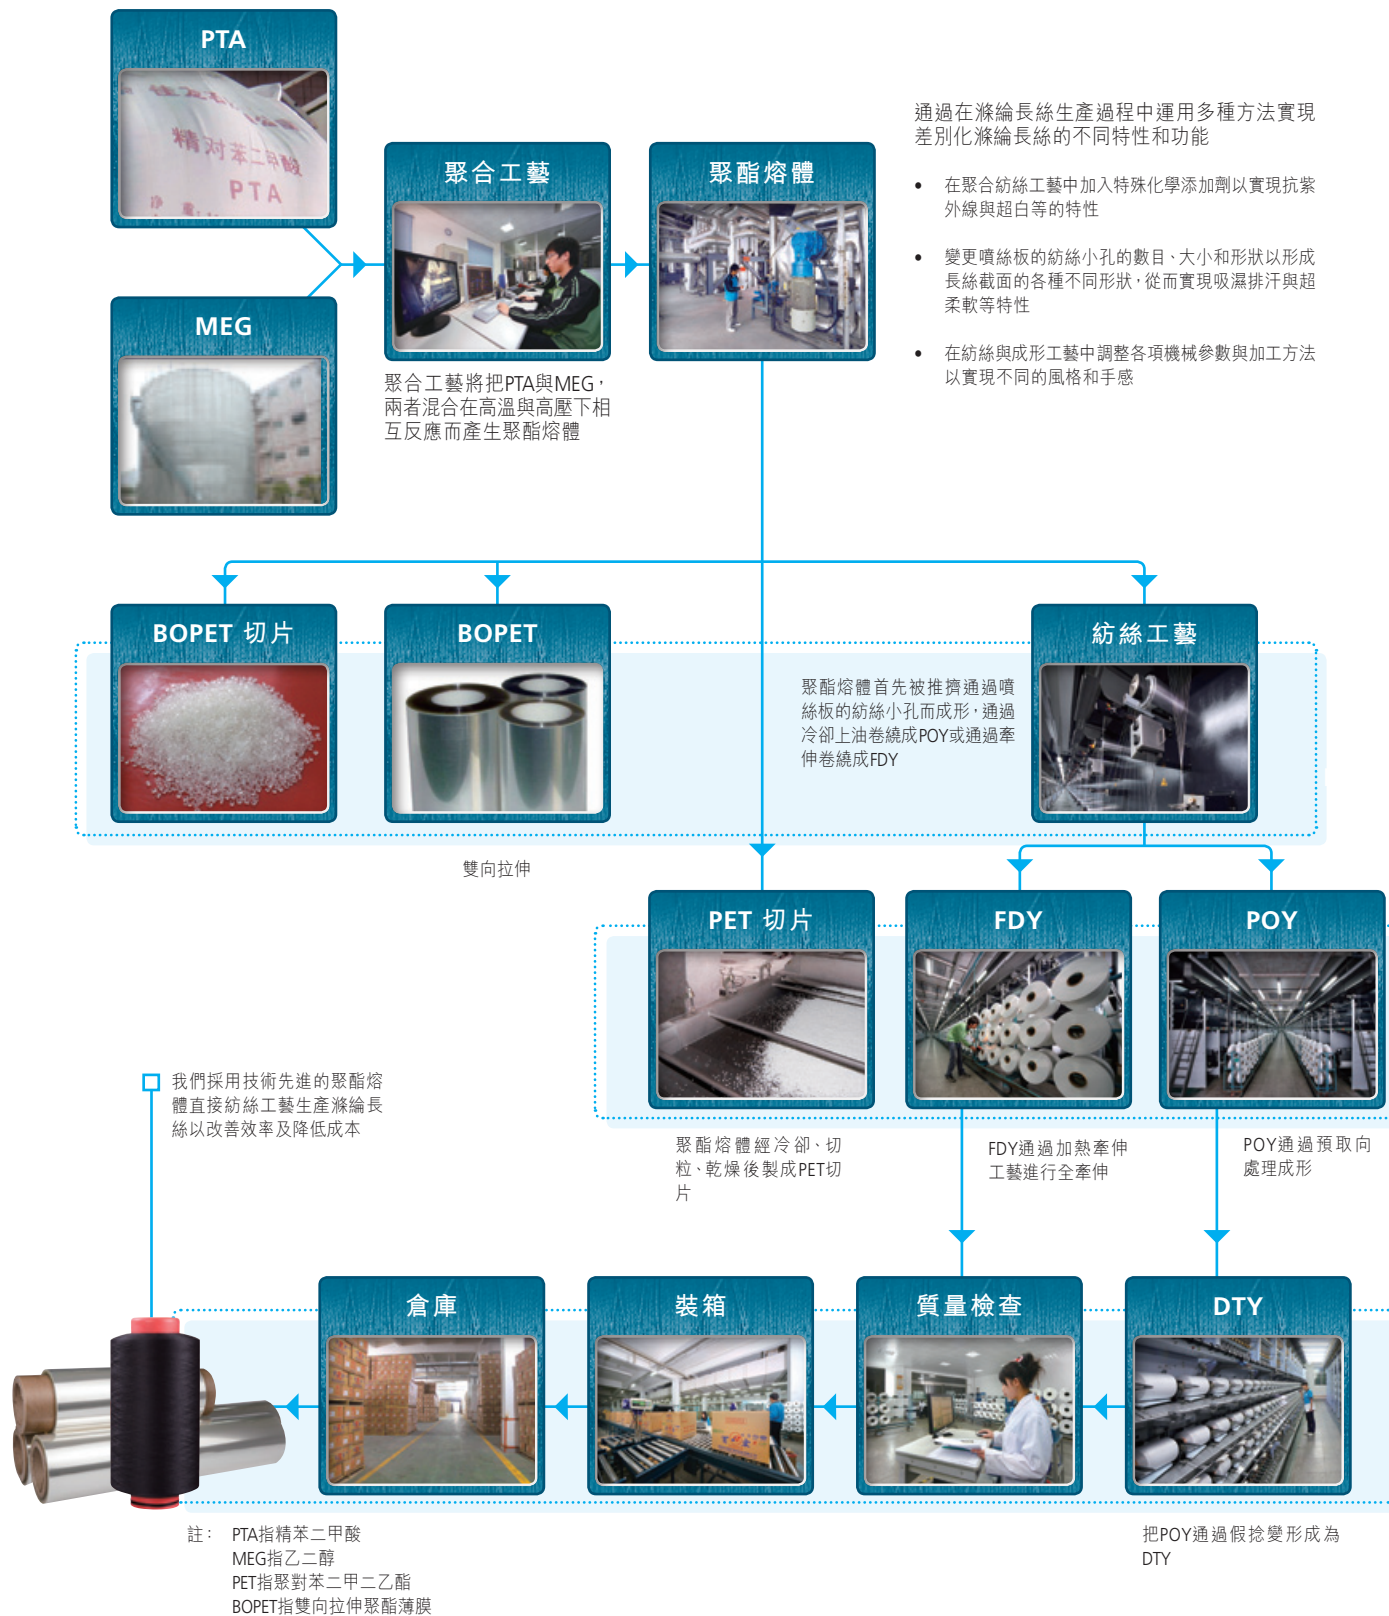 PTA
精对苯二甲酸
PTA
MEG
聚合工藝
聚合工藝將把PTA與MEG，
兩者混合在高溫與高壓下相
互反應而產生聚酯熔體
聚酯熔體
通過在滌綸長絲生產過程中運用多種方法實現
差別化滌綸長絲的不同特性和功能
• 在聚合紡絲工藝中加入特殊化學添加劑以實現抗紫
外線與超白等的特性
• 變更噴絲板的紡絲小孔的數目、大小和形狀以形成
長絲截面的各種不同形狀，從而實現吸濕排汗與超
柔軟等特性
• 在紡絲與成形工藝中調整各項機械參數與加工方法
以實現不同的風格和手感
BOPET 切片
BOPET
雙向拉伸
紡絲工藝
聚酯熔體首先被推擠通過噴
絲板的紡絲小孔而成形，通過
冷卻上油卷繞成POY或通過牽
伸卷繞成FDY
PET 切片
聚酯熔體經冷卻、切
粒、乾燥後製成PET切
片
FDY
FDY通過加熱牽伸
工藝進行全牽伸
POY
POY通過預取向
處理成形
我們採用技術先進的聚酯熔
體直接紡絲工藝生產滌綸長
絲以改善效率及降低成本
倉庫
裝箱
質量檢查
DTY
把POY通過假捻變形成為
DTY
註： PTA指精苯二甲酸
MEG指乙二醇
PET指聚對苯二甲二乙酯
BOPET指雙向拉伸聚酯薄膜